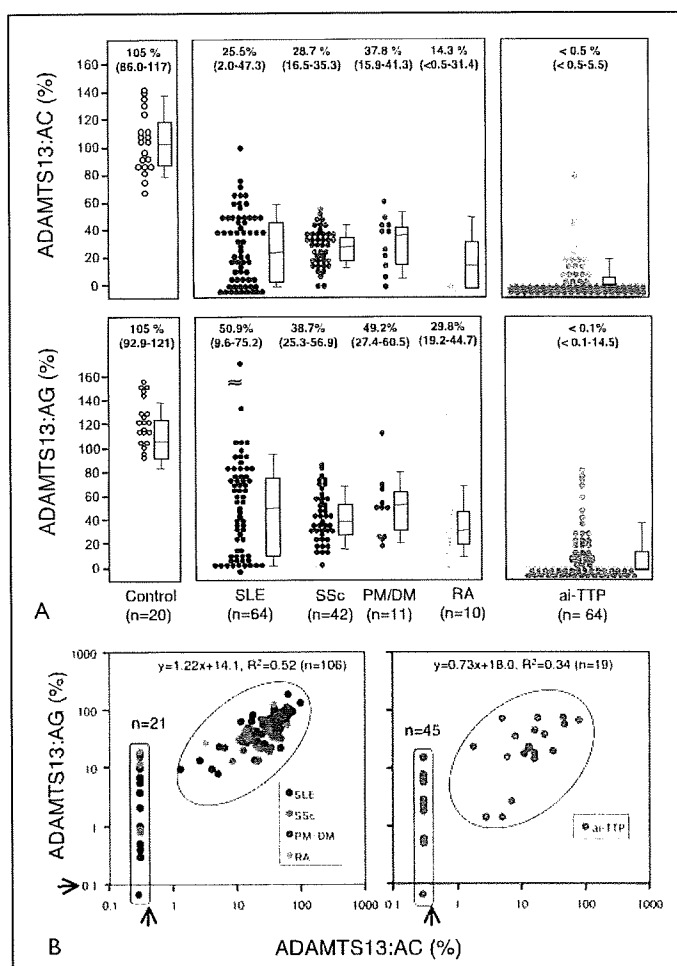 105 % 25.5% 28.7 % 37.8 % 14.3 % < 0.5 %
(86.0-117) (2.0-47.3) (16.5-35.3) (15.9-41.3) (<0.5-31.4) (< 0.5-5.5)
ADAMTS13:AC (%)
160
140
120
100
80
60
40
20
0
105 % 50.9% 38.7% 49.2% 29.8% < 0.1%
(92.9-121) (9.6-75.2) (25.3-56.9) (27.4-60.5) (19.2-44.7) (< 0.1-14.5)
ADAMTS13:AG (%)
160
140
120
100
80
60
40
20
0
Control SLE SSc PM/DM RA ai-TTP
(n=20) (n=64) (n=42) (n=11) (n=10) (n= 64)
A
ADAMTS13:AG (%)
1000
100
10
1
0.1
y=1.22x+14.1, R²=0.52 (n=106)
n=21
SLE
SSc
PM-DM
RA
0.1 1 10 100 1000
y=0.73x+18.0, R²=0.34 (n=19)
n=45
ai-TTP
0.1 1 10 100 1000
B
ADAMTS13:AC (%)